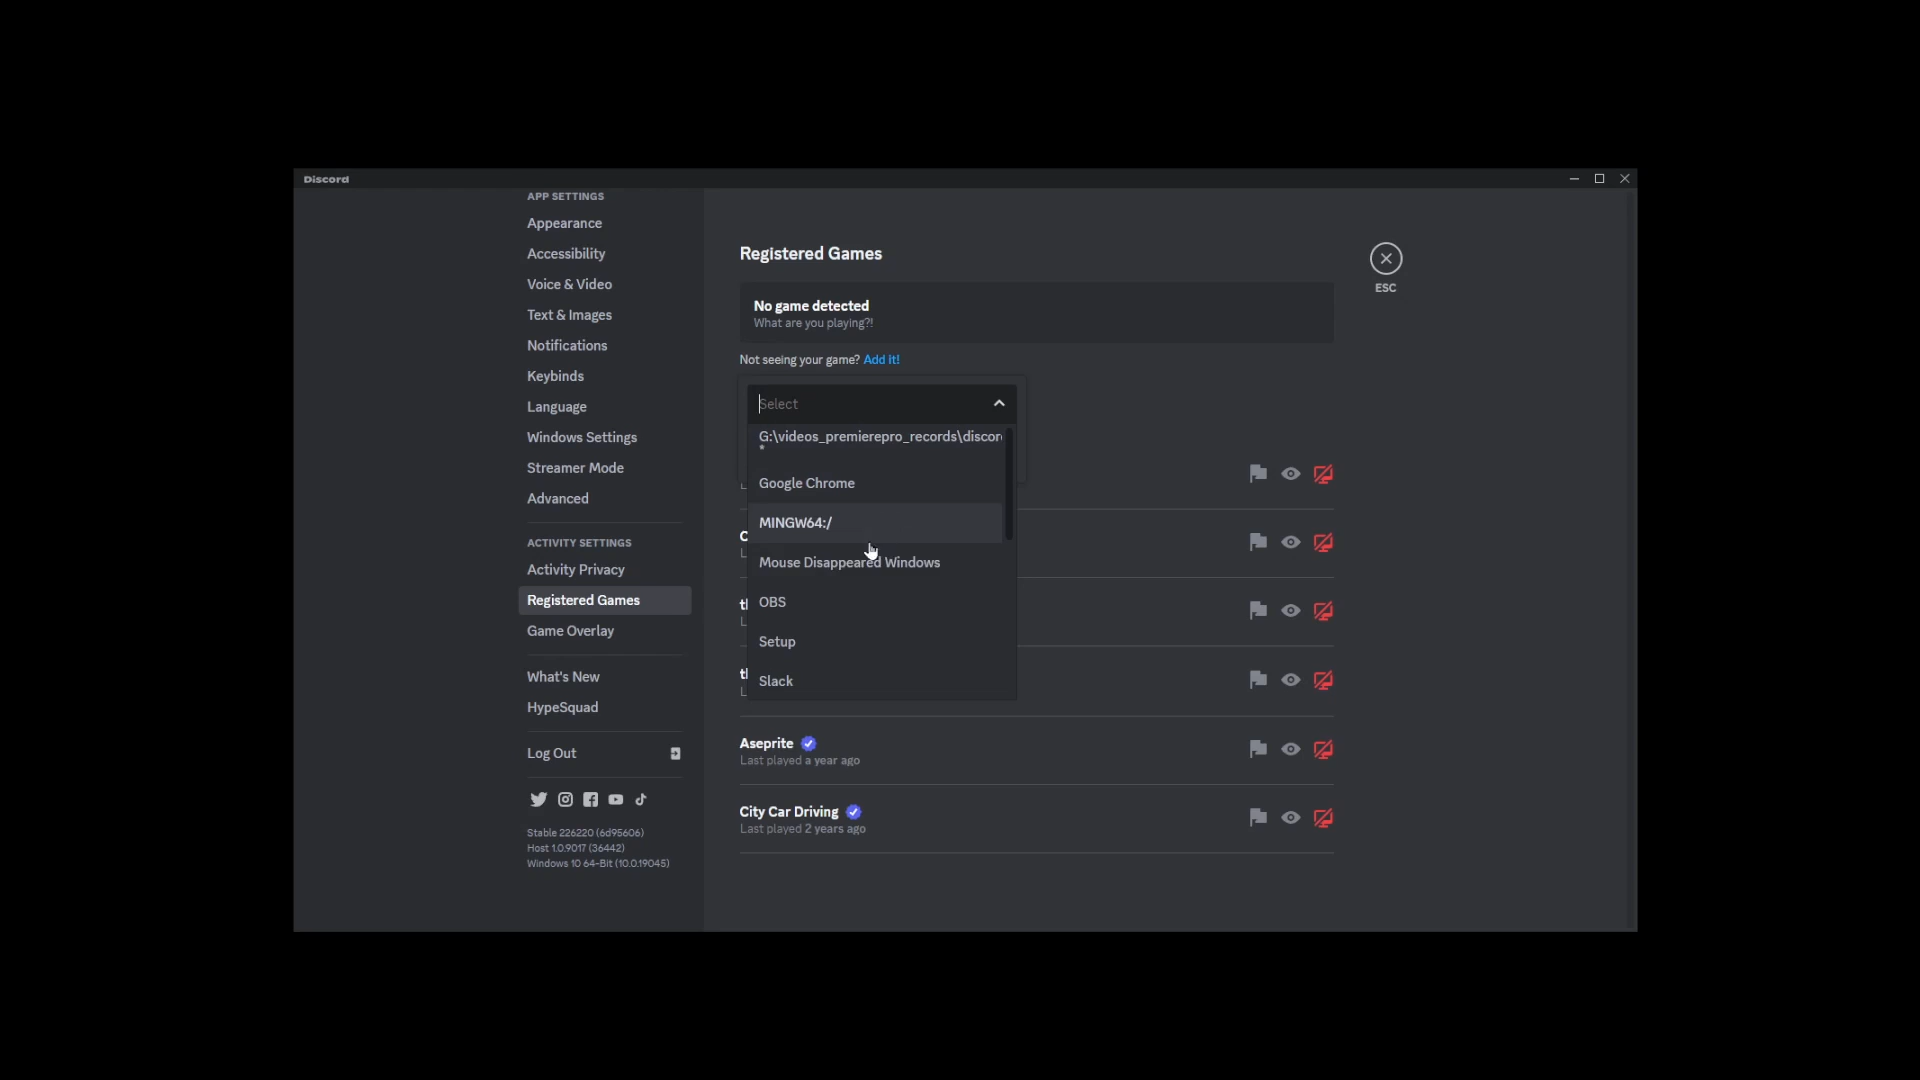 Discord
APP SETTINGS
Appearance
Accessibility
Voice & Video
Text & Images
Notifications
Keybinds
Language
Windows Settings
Streamer Mode
Advanced
ACTIVITY SETTINGS
Activity Privacy
Registered Games
Game Overlay
What's New
HypeSquad
Log Out
Stable 226220 (6d95606)
Host 1.0.9017 (36442)
Windows 10 64-Bit (10.0.19045)
Registered Games
No game detected
What are you playing?!
Not seeing your game? Add it!
Select
G:\videos_premierepro_records\discor
*
Google Chrome
MINGW64:/
Mouse Disappeared Windows
OBS
Setup
Slack
Aseprite
Last played a year ago
City Car Driving
Last played 2 years ago
ESC